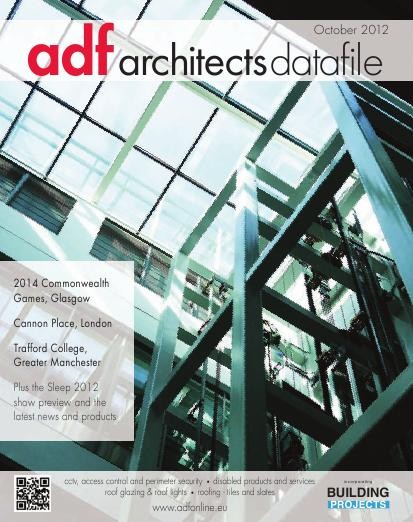 October 2012
adf architectsdatafile
2014 Commonwealth
Games, Glasgow
Cannon Place, London
Trafford College,
Greater Manchester
Plus the Sleep 2012
show preview and the
latest news and products
cctv, access control and perimeter security • disabled products and services
roof glazing & roof lights • roofing - tiles and slates
www.adfonline.eu
incorporating
BUILDING
PROJECTS